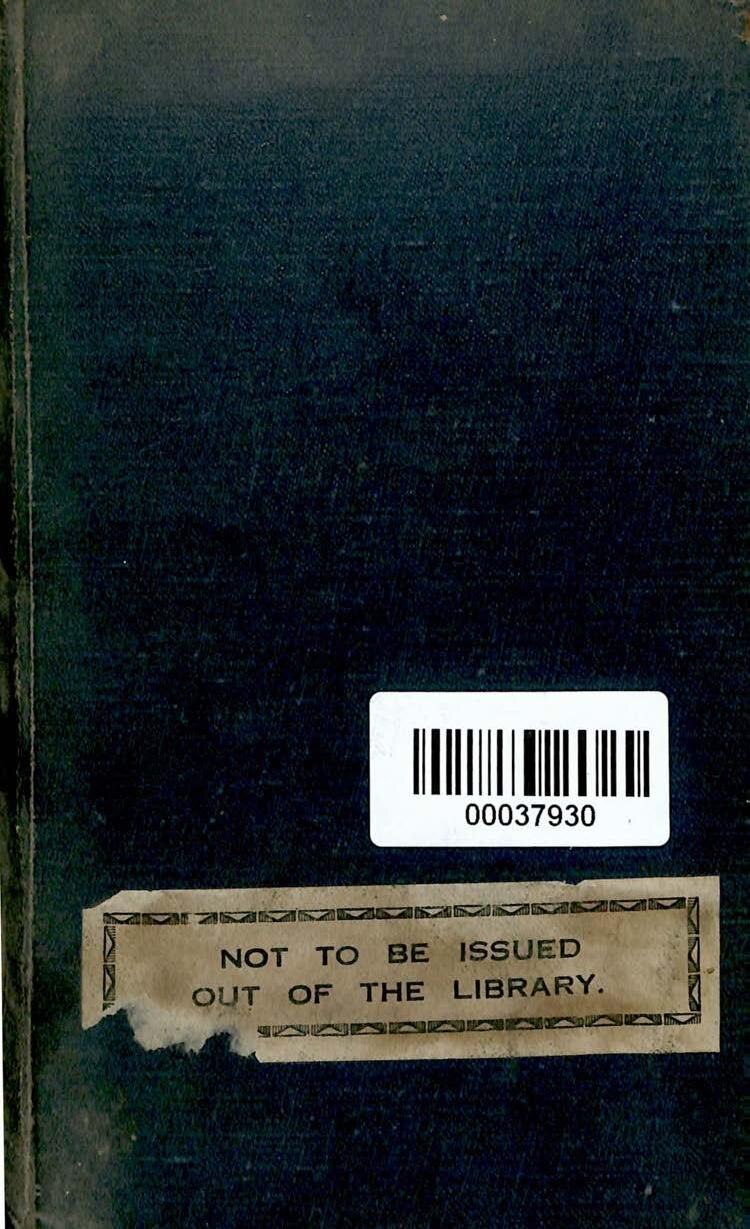 00037930
NOT TO BE ISSUED
OUT OF THE LIBRARY.